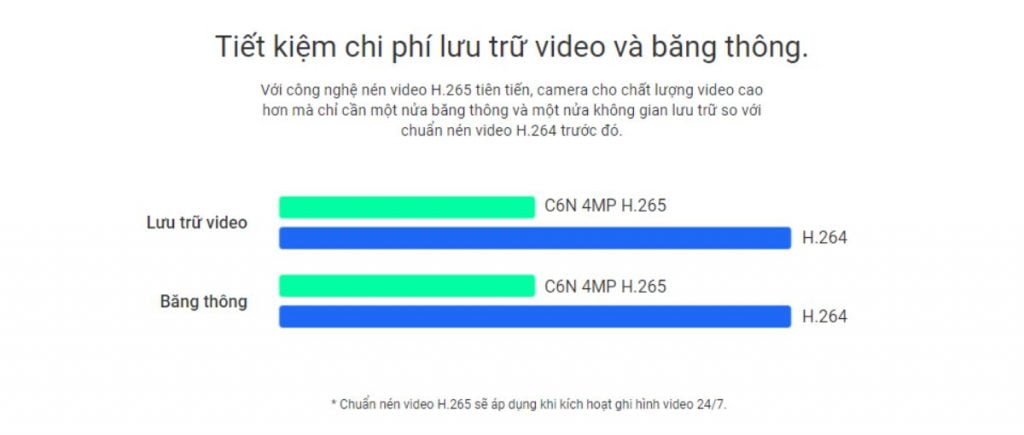 Tiết kiệm chi phí lưu trữ video và băng thông.
Với công nghệ nén video H.265 tiên tiến, camera cho chất lượng video cao
hơn mà chỉ cần một nửa băng thông và một nửa không gian lưu trữ so với
chuẩn nén video H.264 trước đó.
Lưu trữ video
C6N 4MP H.265
H.264
Băng thông
C6N 4MP H.265
H.264
* Chuẩn nén video H.265 sẽ áp dụng khi kích hoạt ghi hình video 24/7.